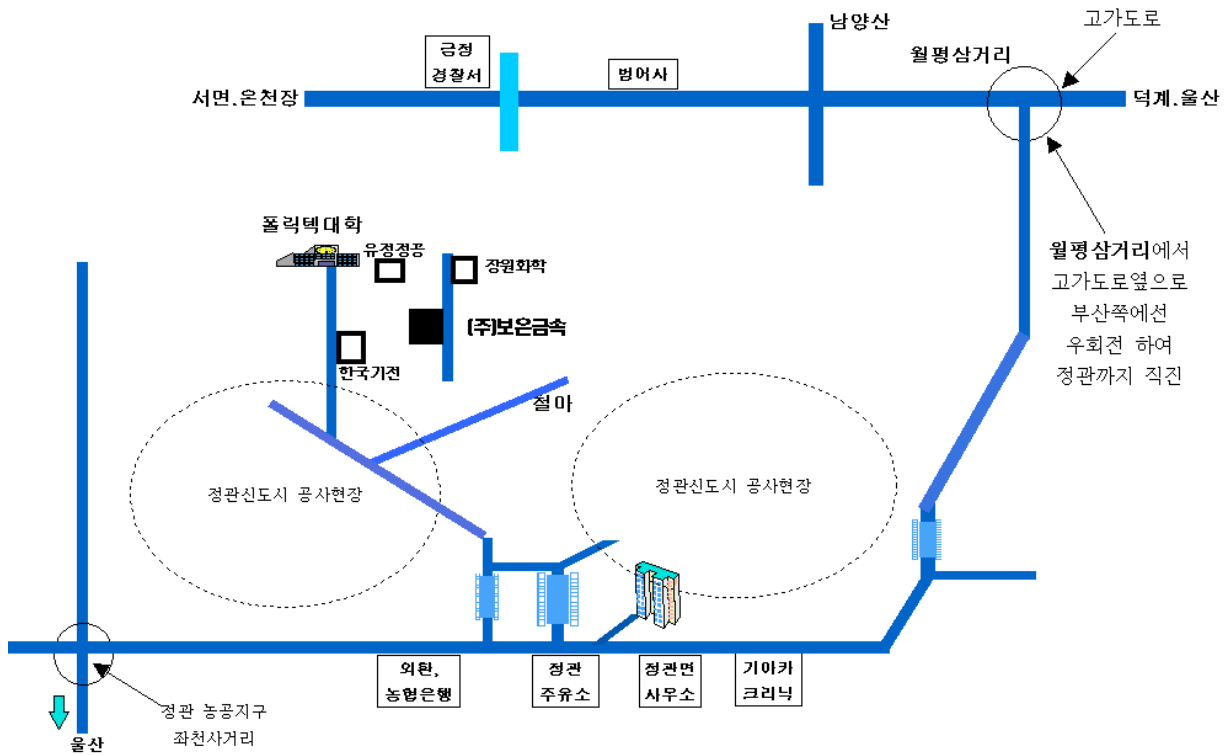 고가도로
남양산
월평삼거리
금정
경찰서
범어사
서면.온천장
덕계.울산
폴릭텍대학
유정정공
장원화학
(주)보은금속
한국기전
철마
월평삼거리에서
고가도로옆으로
부산쪽에선
우회전 하여
정관까지 직진
정관신도시 공사현장
정관신도시 공사현장
외환,
농협은행
정관
주유소
정관면
사무소
기아카
크리닉
정관 농공지구
좌천사거리
울산